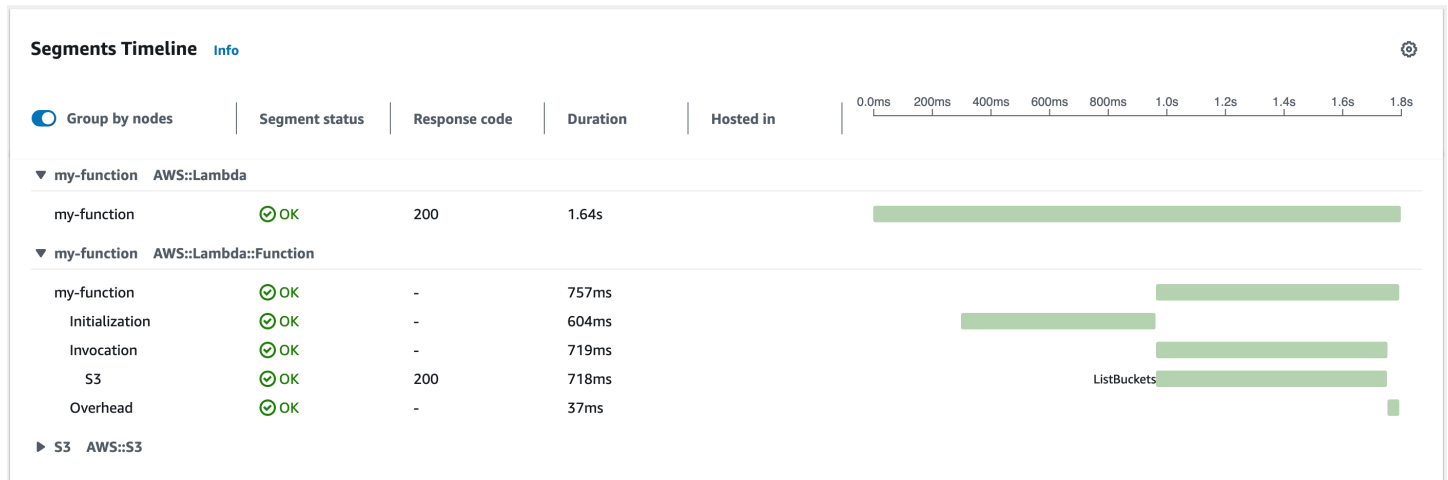 Segments Timeline Info
0.0ms 200ms 400ms 600ms 800ms 1.0s 1.2s 1.4s 1.6s 1.8s
Group by nodes Segment status Response code Duration Hosted in
my-function AWS::Lambda
my-function OK 200 1.64s
my-function AWS::Lambda::Function
my-function OK - 757ms
Initialization OK - 604ms
Invocation OK - 719ms
S3 OK 200 718ms ListBuckets
Overhead OK - 37ms
S3 AWS::S3